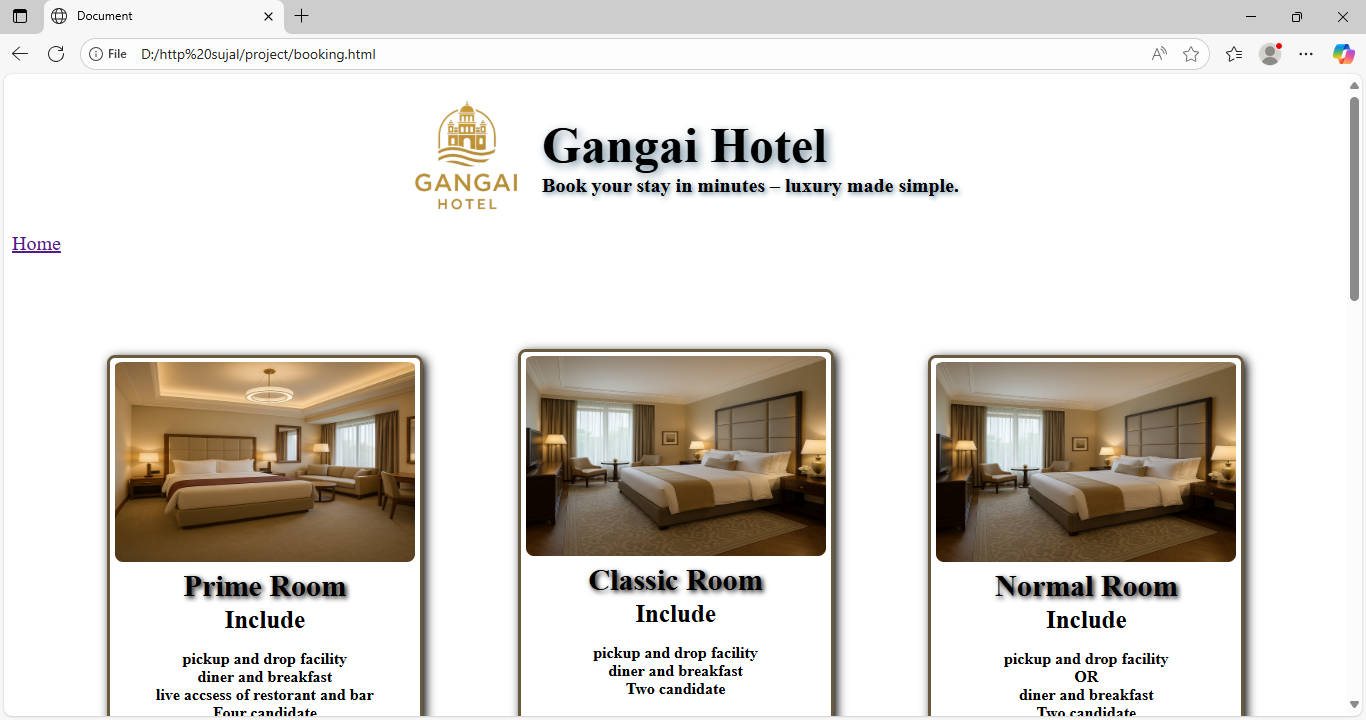 Document
File
D:/http%20sujal/project/booking.html
GANGAI
HOTEL
Gangai Hotel
Book your stay in minutes – luxury made simple.
Home
Prime Room
Include
pickup and drop facility
diner and breakfast
live accsess of restorant and bar
Four candidate
Classic Room
Include
pickup and drop facility
diner and breakfast
Two candidate
Normal Room
Include
pickup and drop facility
OR
diner and breakfast
Two candidate